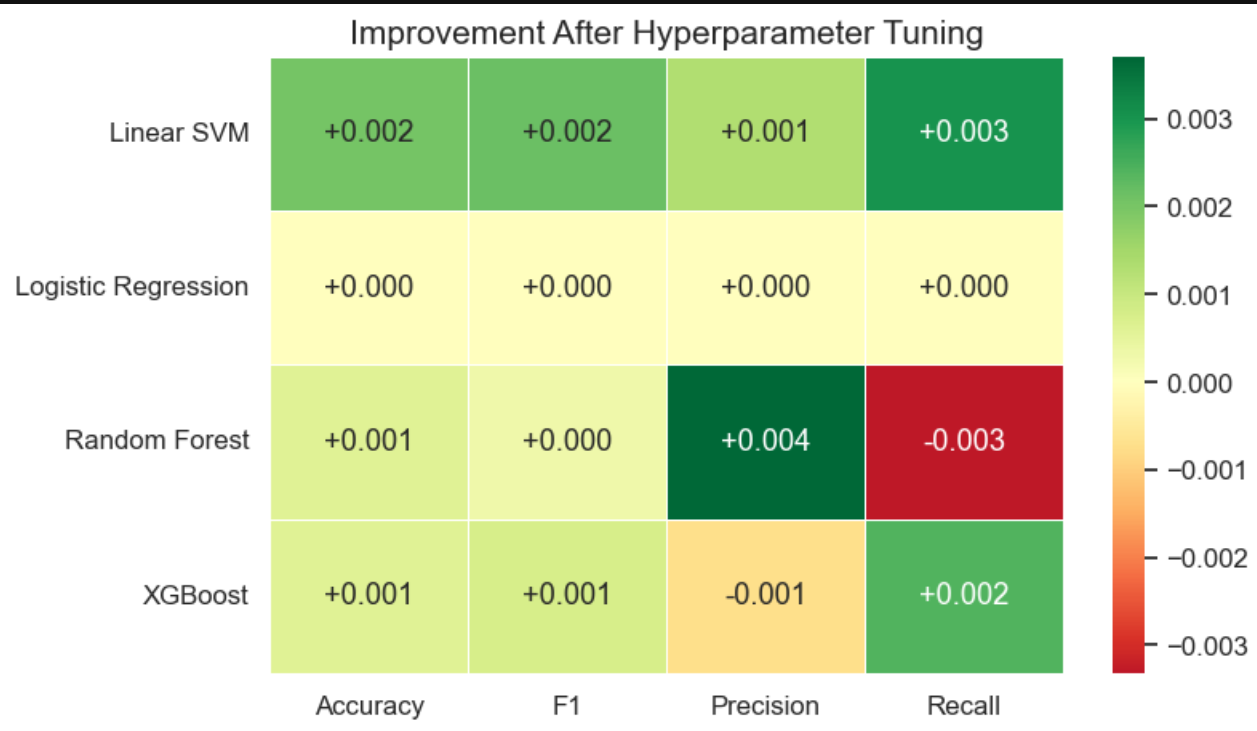 Improvement After Hyperparameter Tuning
Linear SVM +0.002 +0.002 +0.001 +0.003
Logistic Regression +0.000 +0.000 +0.000 +0.000
Random Forest +0.001 +0.000 +0.004 -0.003
XGBoost +0.001 +0.001 -0.001 +0.002
Accuracy F1 Precision Recall
0.003
0.002
0.001
0.000
−0.001
−0.002
−0.003